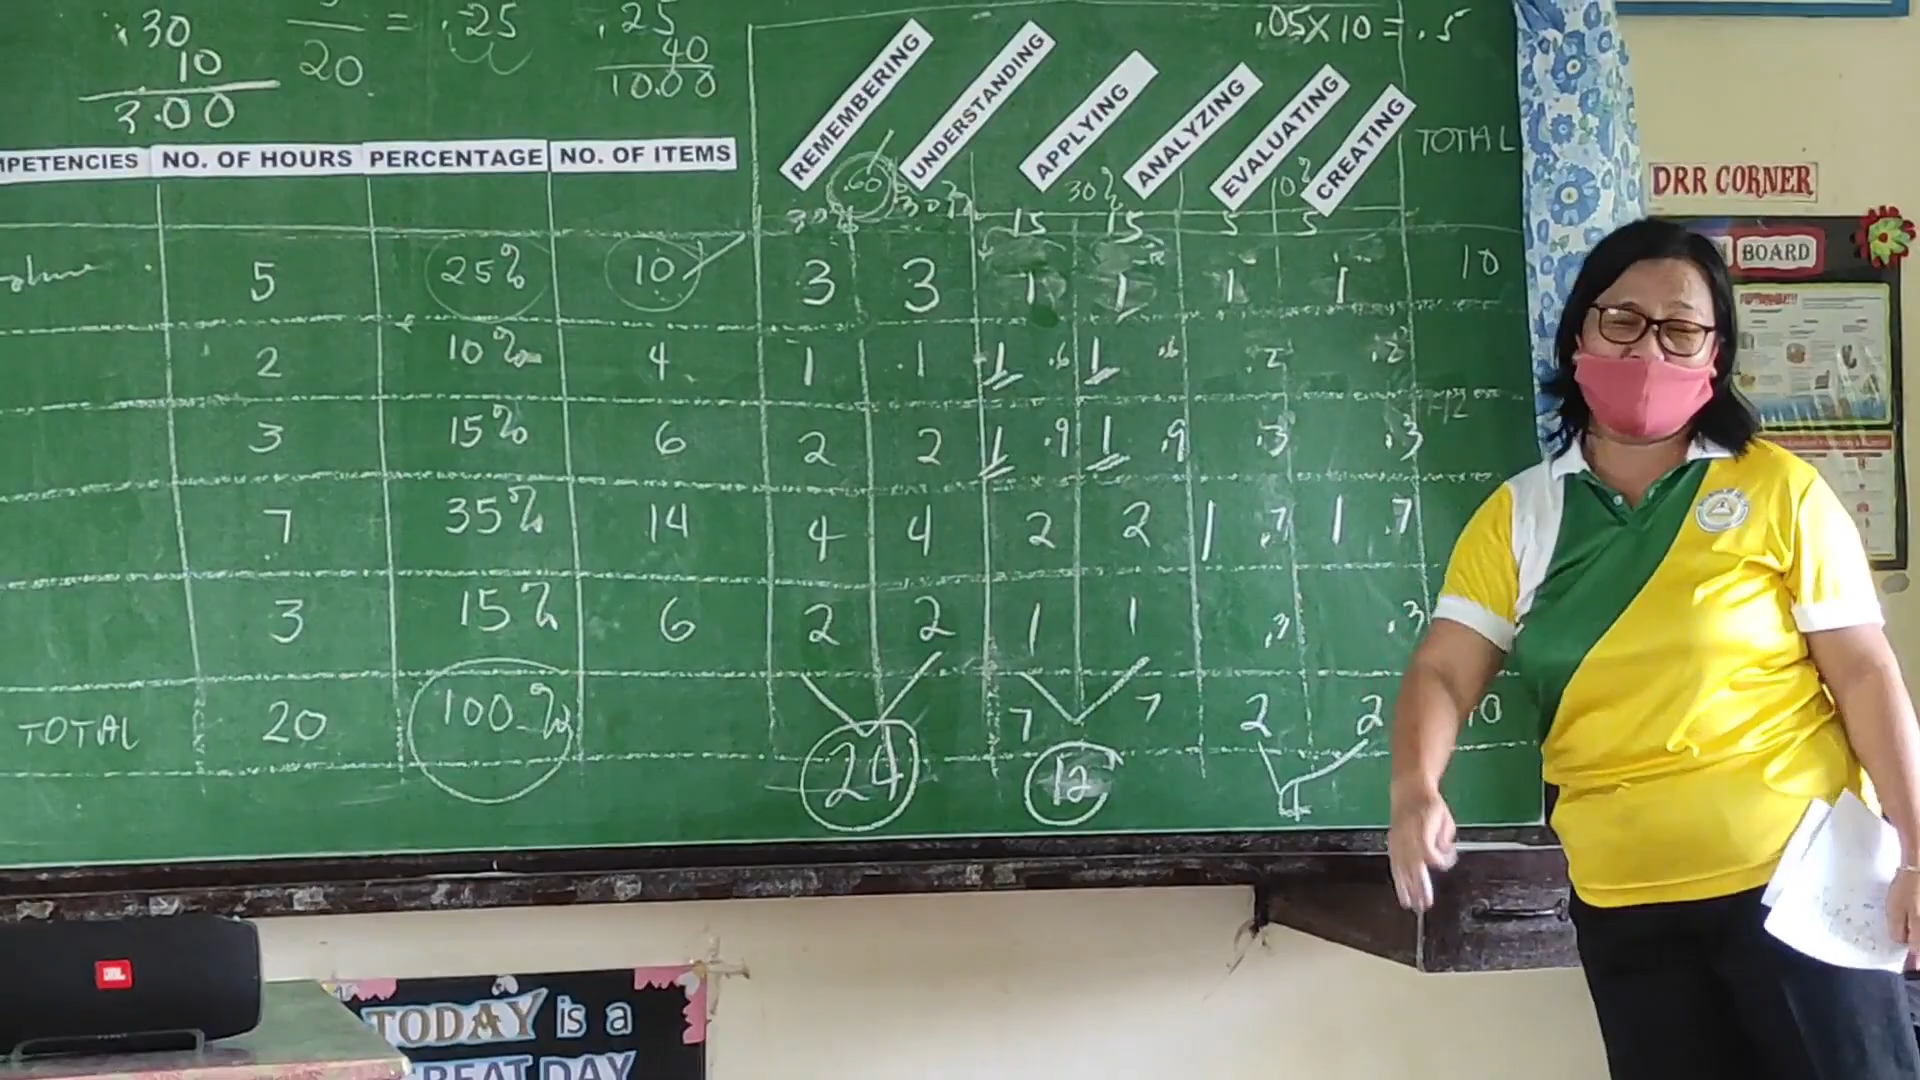 .30
10
3.00
20
= .25
.25
40
10.00
.05 X 10 = .5
MPETENCIES NO. OF HOURS PERCENTAGE NO. OF ITEMS REMEMBERING UNDERSTANDING APPLYING ANALYZING EVALUATING CREATING TOTAL
.60 30% 10%
30% 30% 15 15 5 5
5 25% 10 3 3 1 1 1 1 10
2 10% 4 1 1 1 .6 1 .6 .2 .2
3 15% 6 2 2 1 .9 1 .9 .3 .3
7 35% 14 4 4 2 2 1 .7 1 .7
3 15% 6 2 2 1 1 .3 .3
TOTAL 20 100% 7 7 2 2
24 12 4
DRR CORNER
BOARD
JBL
TODAY is a
GREAT DAY